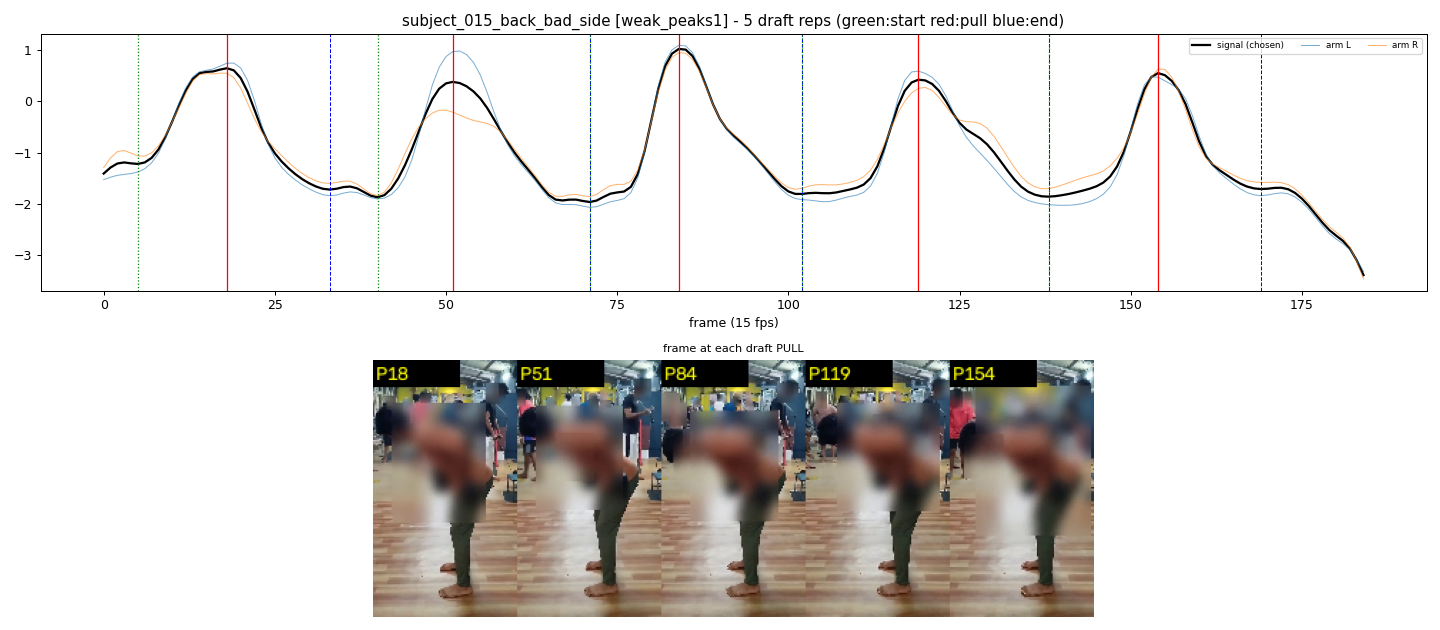 subject_015_back_bad_side [weak_peaks1] - 5 draft reps (green:start red:pull blue:end)
signal (chosen) arm L arm R
1
0
−1
−2
−3
0 25 50 75 100 125 150 175
frame (15 fps)
frame at each draft PULL
P18 P51 P84 P119 P154